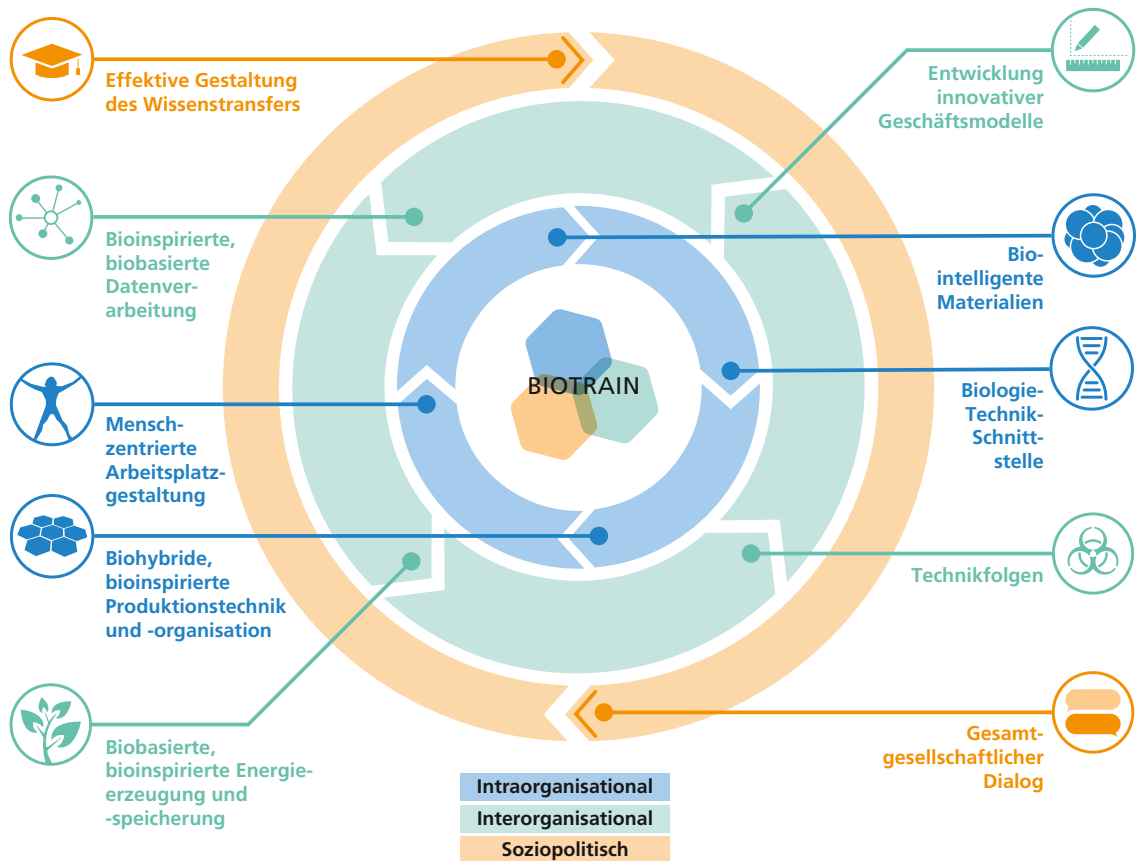 Effektive Gestaltung
des Wissenstransfers
Bioinspirierte,
biobasierte
Datenver-
arbeitung
Mensch-
zentrierte
Arbeitsplatz-
gestaltung
Biohybride,
bioinspirierte
Produktionstechnik
und -organisation
Biobasierte,
bioinspirierte Energie-
erzeugung und
-speicherung
BIOTRAIN
Entwicklung
innovativer
Geschäftsmodelle
Bio-
intelligente
Materialien
Biologie-
Technik-
Schnitt-
stelle
Technikfolgen
Gesamt-
gesellschaftlicher
Dialog
Intraorganisational
Interorganisational
Soziopolitisch